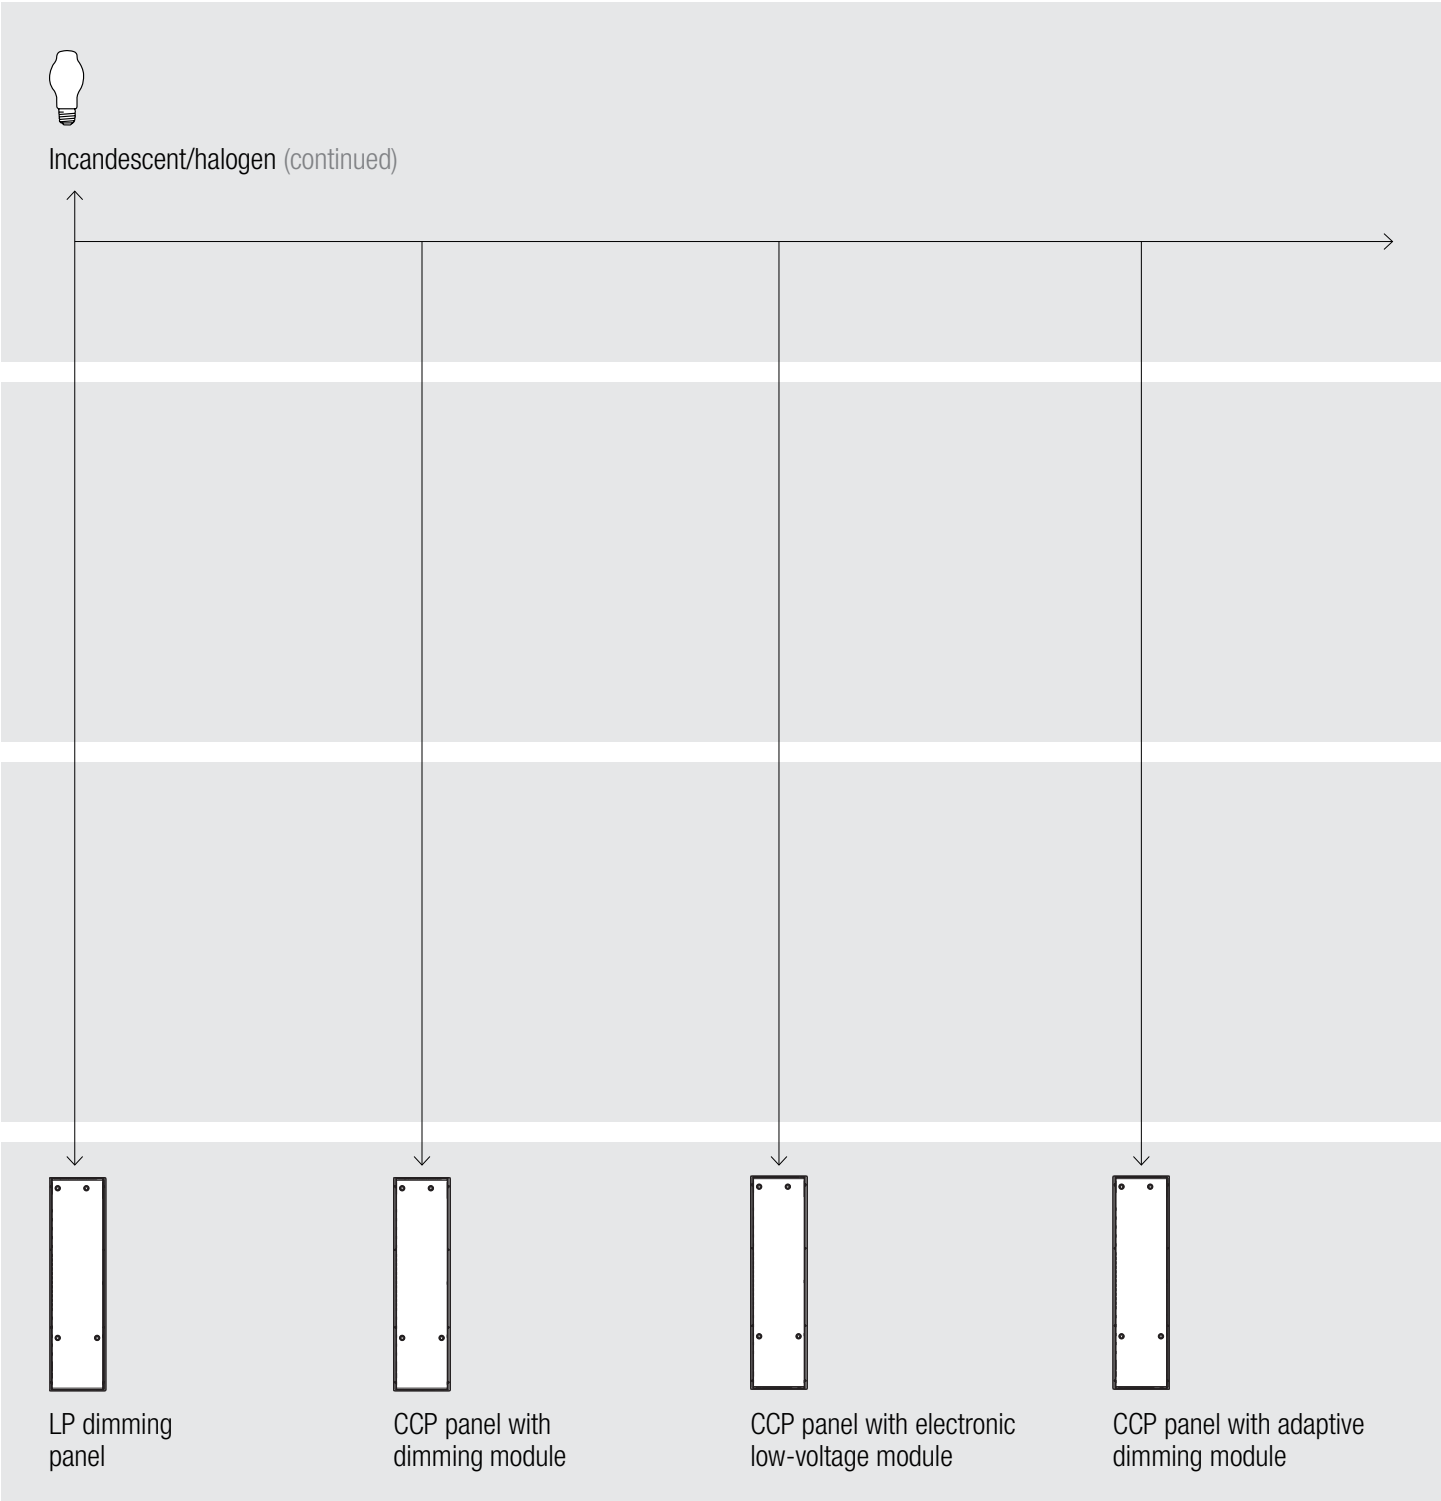 Incandescent/halogen (continued)
LP dimming
panel
CCP panel with
dimming module
CCP panel with electronic
low-voltage module
CCP panel with adaptive
dimming module